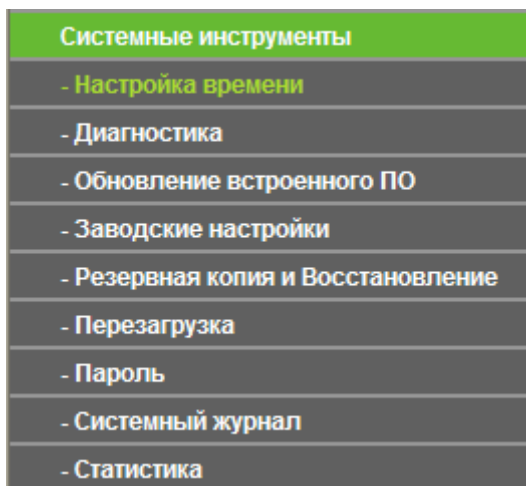 Системные инструменты
- Настройка времени
- Диагностика
- Обновление встроенного ПО
- Заводские настройки
- Резервная копия и Восстановление
- Перезагрузка
- Пароль
- Системный журнал
- Статистика